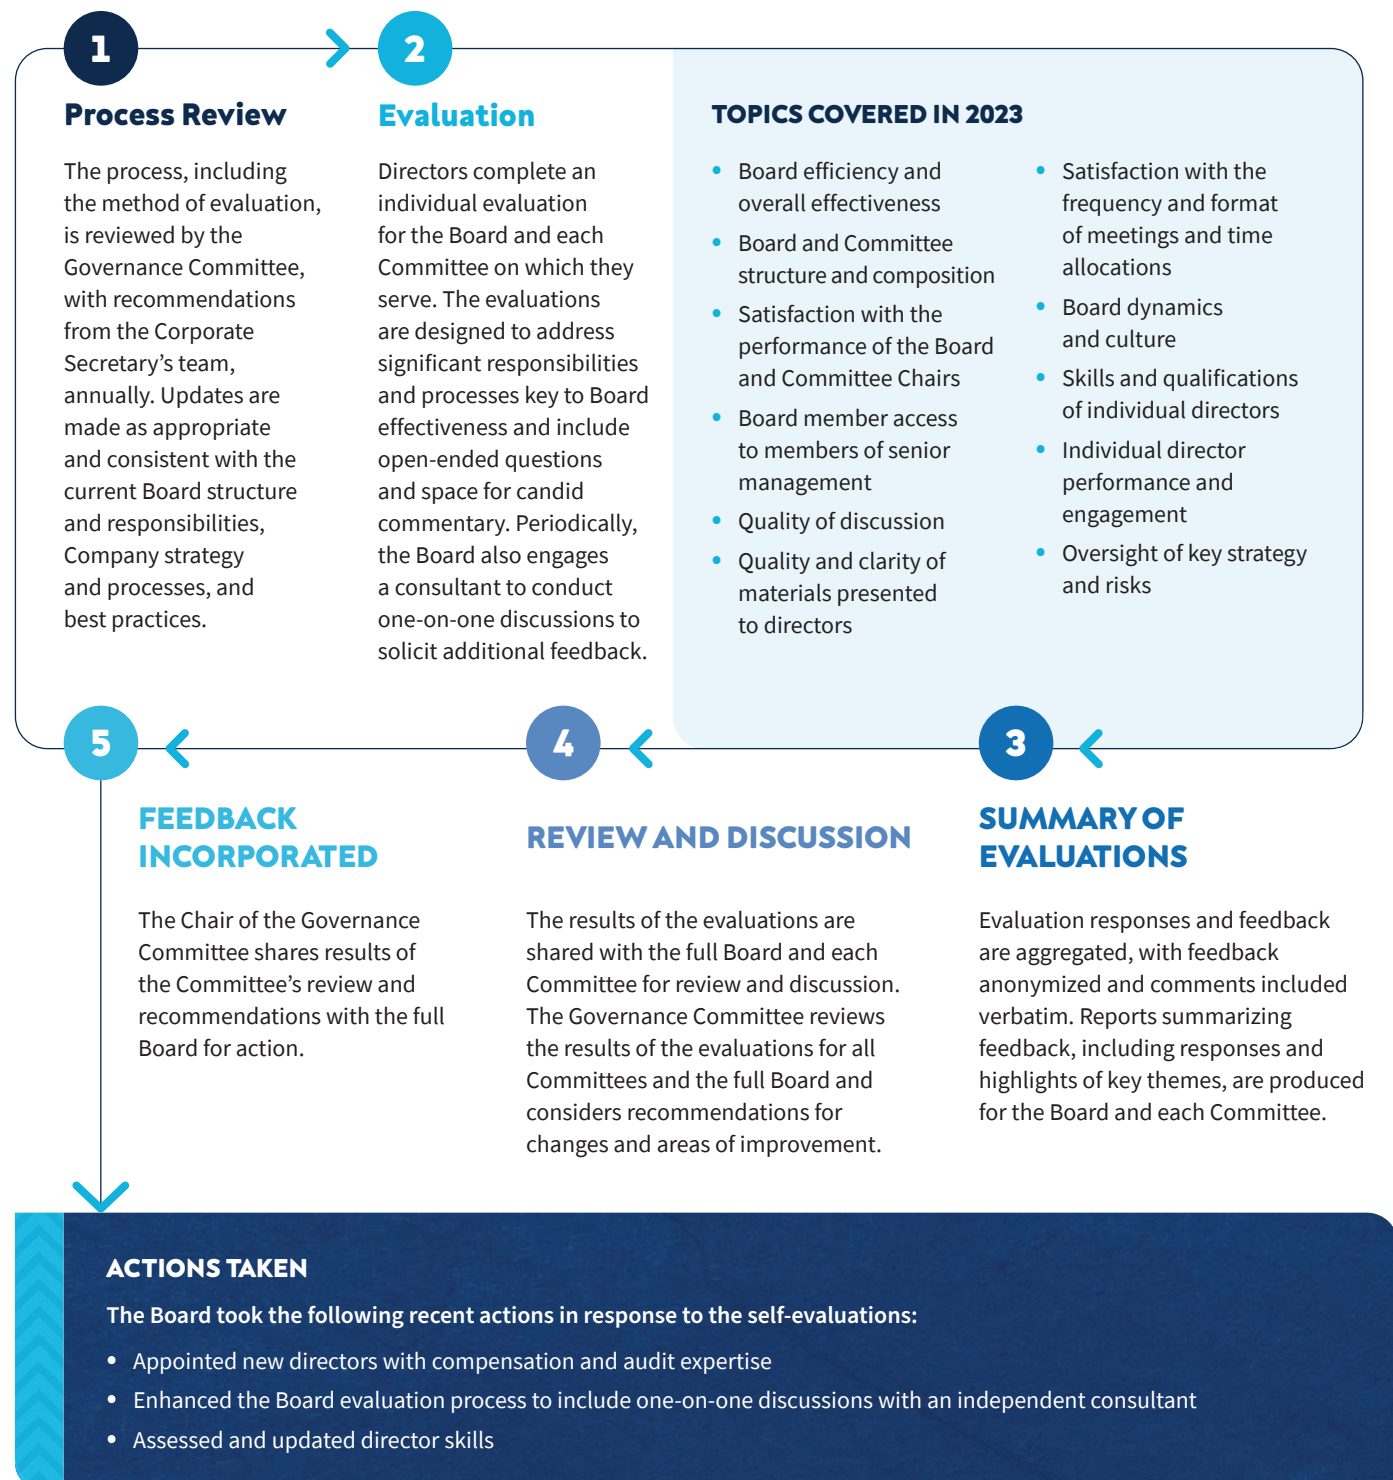 1
Process Review
The process, including
the method of evaluation,
is reviewed by the
Governance Committee,
with recommendations
from the Corporate
Secretary’s team,
annually. Updates are
made as appropriate
and consistent with the
current Board structure
and responsibilities,
Company strategy
and processes, and
best practices.
2
Evaluation
Directors complete an
individual evaluation
for the Board and each
Committee on which they
serve. The evaluations
are designed to address
significant responsibilities
and processes key to Board
effectiveness and include
open-ended questions
and space for candid
commentary. Periodically,
the Board also engages
a consultant to conduct
one-on-one discussions to
solicit additional feedback.
TOPICS COVERED IN 2023
• Board efficiency and
overall effectiveness
• Board and Committee
structure and composition
• Satisfaction with the
performance of the Board
and Committee Chairs
• Board member access
to members of senior
management
• Quality of discussion
• Quality and clarity of
materials presented
to directors
• Satisfaction with the
frequency and format
of meetings and time
allocations
• Board dynamics
and culture
• Skills and qualifications
of individual directors
• Individual director
performance and
engagement
• Oversight of key strategy
and risks
3
SUMMARY OF
EVALUATIONS
Evaluation responses and feedback
are aggregated, with feedback
anonymized and comments included
verbatim. Reports summarizing
feedback, including responses and
highlights of key themes, are produced
for the Board and each Committee.
4
REVIEW AND DISCUSSION
The results of the evaluations are
shared with the full Board and each
Committee for review and discussion.
The Governance Committee reviews
the results of the evaluations for all
Committees and the full Board and
considers recommendations for
changes and areas of improvement.
5
FEEDBACK
INCORPORATED
The Chair of the Governance
Committee shares results of
the Committee’s review and
recommendations with the full
Board for action.
ACTIONS TAKEN
The Board took the following recent actions in response to the self-evaluations:
• Appointed new directors with compensation and audit expertise
• Enhanced the Board evaluation process to include one-on-one discussions with an independent consultant
• Assessed and updated director skills